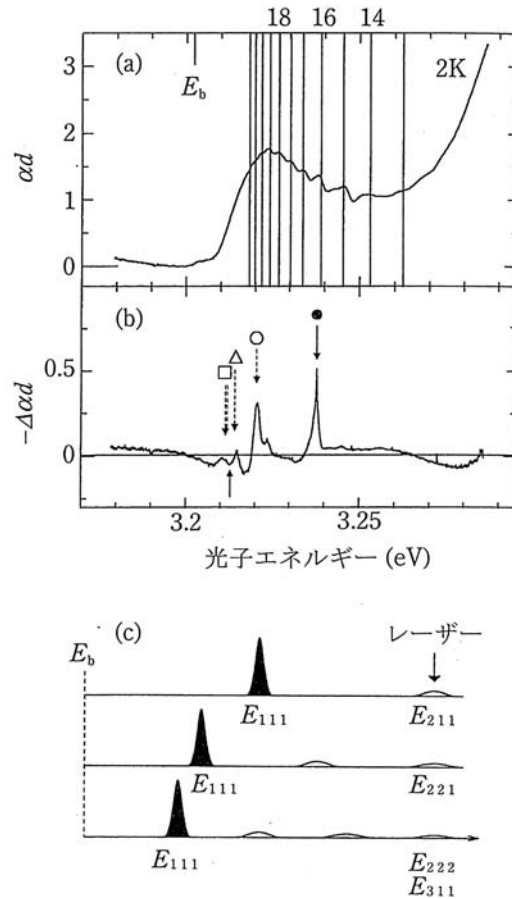 18 16 14
(a)
2K
E_b
3
2
1
0
αd
(b)
0.5
0
−Δαd
3.2 3.25
光子エネルギー (eV)
(c)
レーザー
E_b
E_111 E_211
E_111 E_221
E_111 E_222
E_311